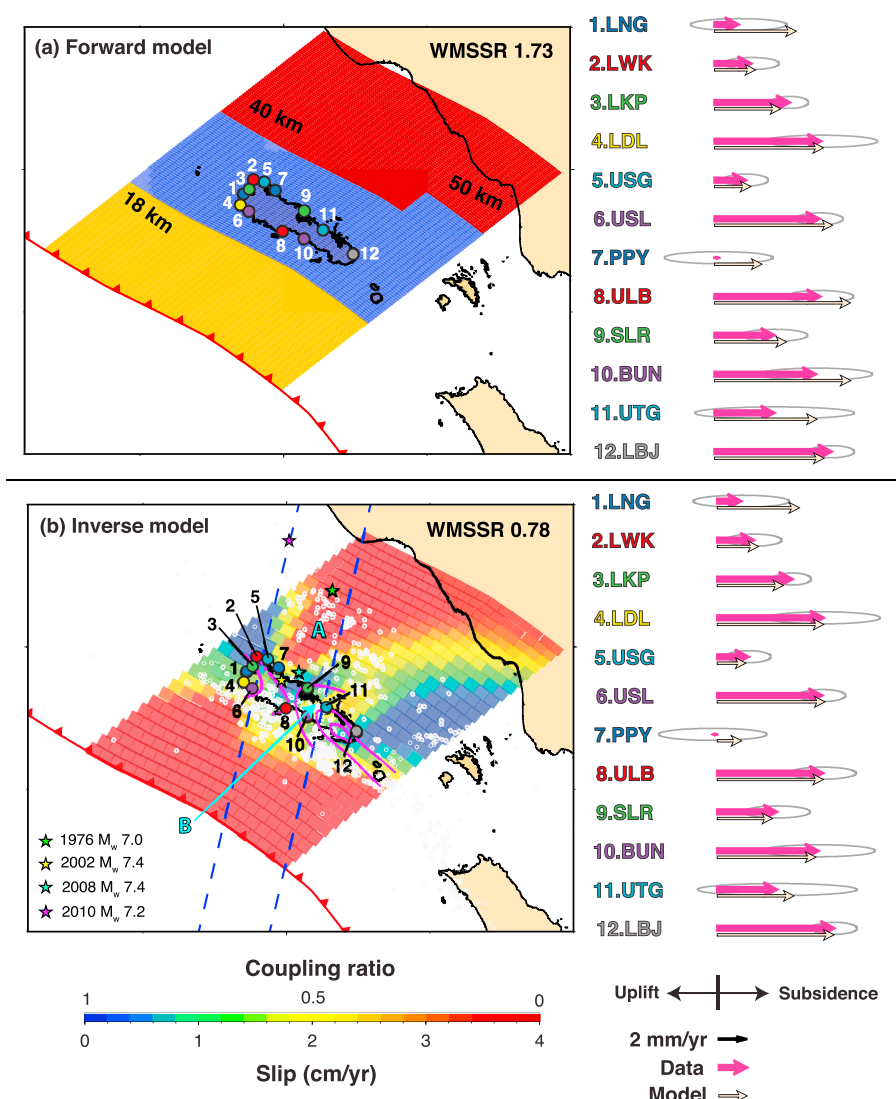 (a) Forward model
WMSSR 1.73
40 km
50 km
18 km
2
5
3
7
1
4
6
9
11
8
10
12
1.LNG
2.LWK
3.LKP
4.LDL
5.USG
6.USL
7.PPY
8.ULB
9.SLR
10.BUN
11.UTG
12.LBJ
(b) Inverse model
WMSSR 0.78
5
2
3
A
1
7
9
4
11
6
8
10
12
B
1976 Mw 7.0
2002 Mw 7.4
2008 Mw 7.4
2010 Mw 7.2
1.LNG
2.LWK
3.LKP
4.LDL
5.USG
6.USL
7.PPY
8.ULB
9.SLR
10.BUN
11.UTG
12.LBJ
Coupling ratio
1 0.5 0
0 1 2 3 4
Slip (cm/yr)
Uplift Subsidence
2 mm/yr
Data
Model